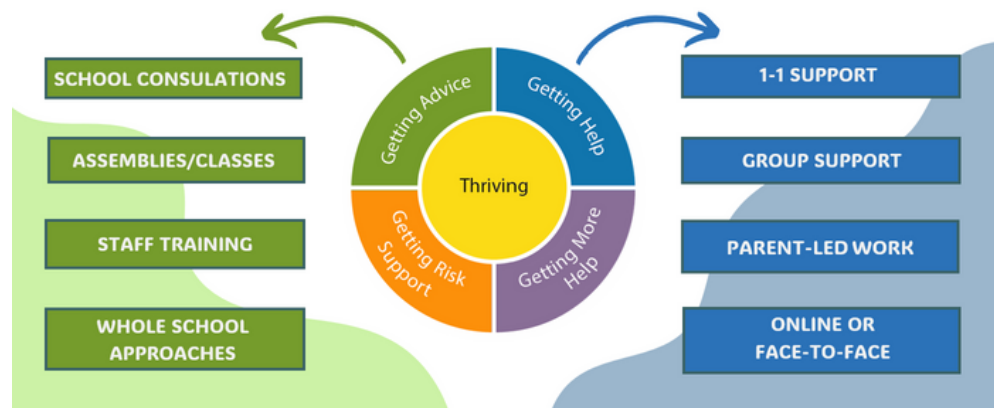 SCHOOL CONSULATIONS
ASSEMBLIES/CLASSES
STAFF TRAINING
WHOLE SCHOOL
APPROACHES
Getting Advice
Getting Help
Thriving
Getting Risk
Support
Getting More
Help
1-1 SUPPORT
GROUP SUPPORT
PARENT-LED WORK
ONLINE OR
FACE-TO-FACE